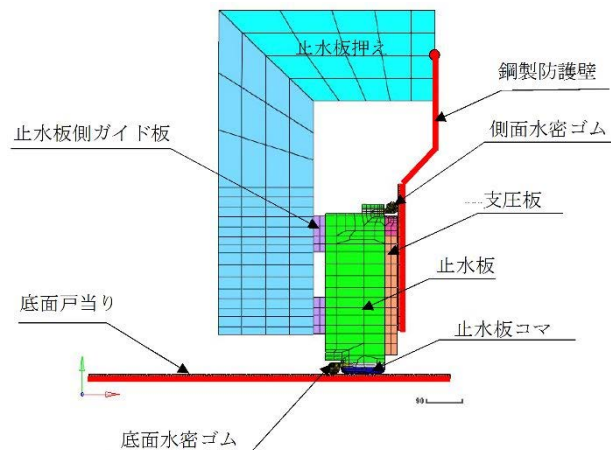 止水板押え
鋼製防護壁
側面水密ゴム
止水板側ガイド板
支圧板
止水板
底面戸当り
止水板コマ
90
底面水密ゴム